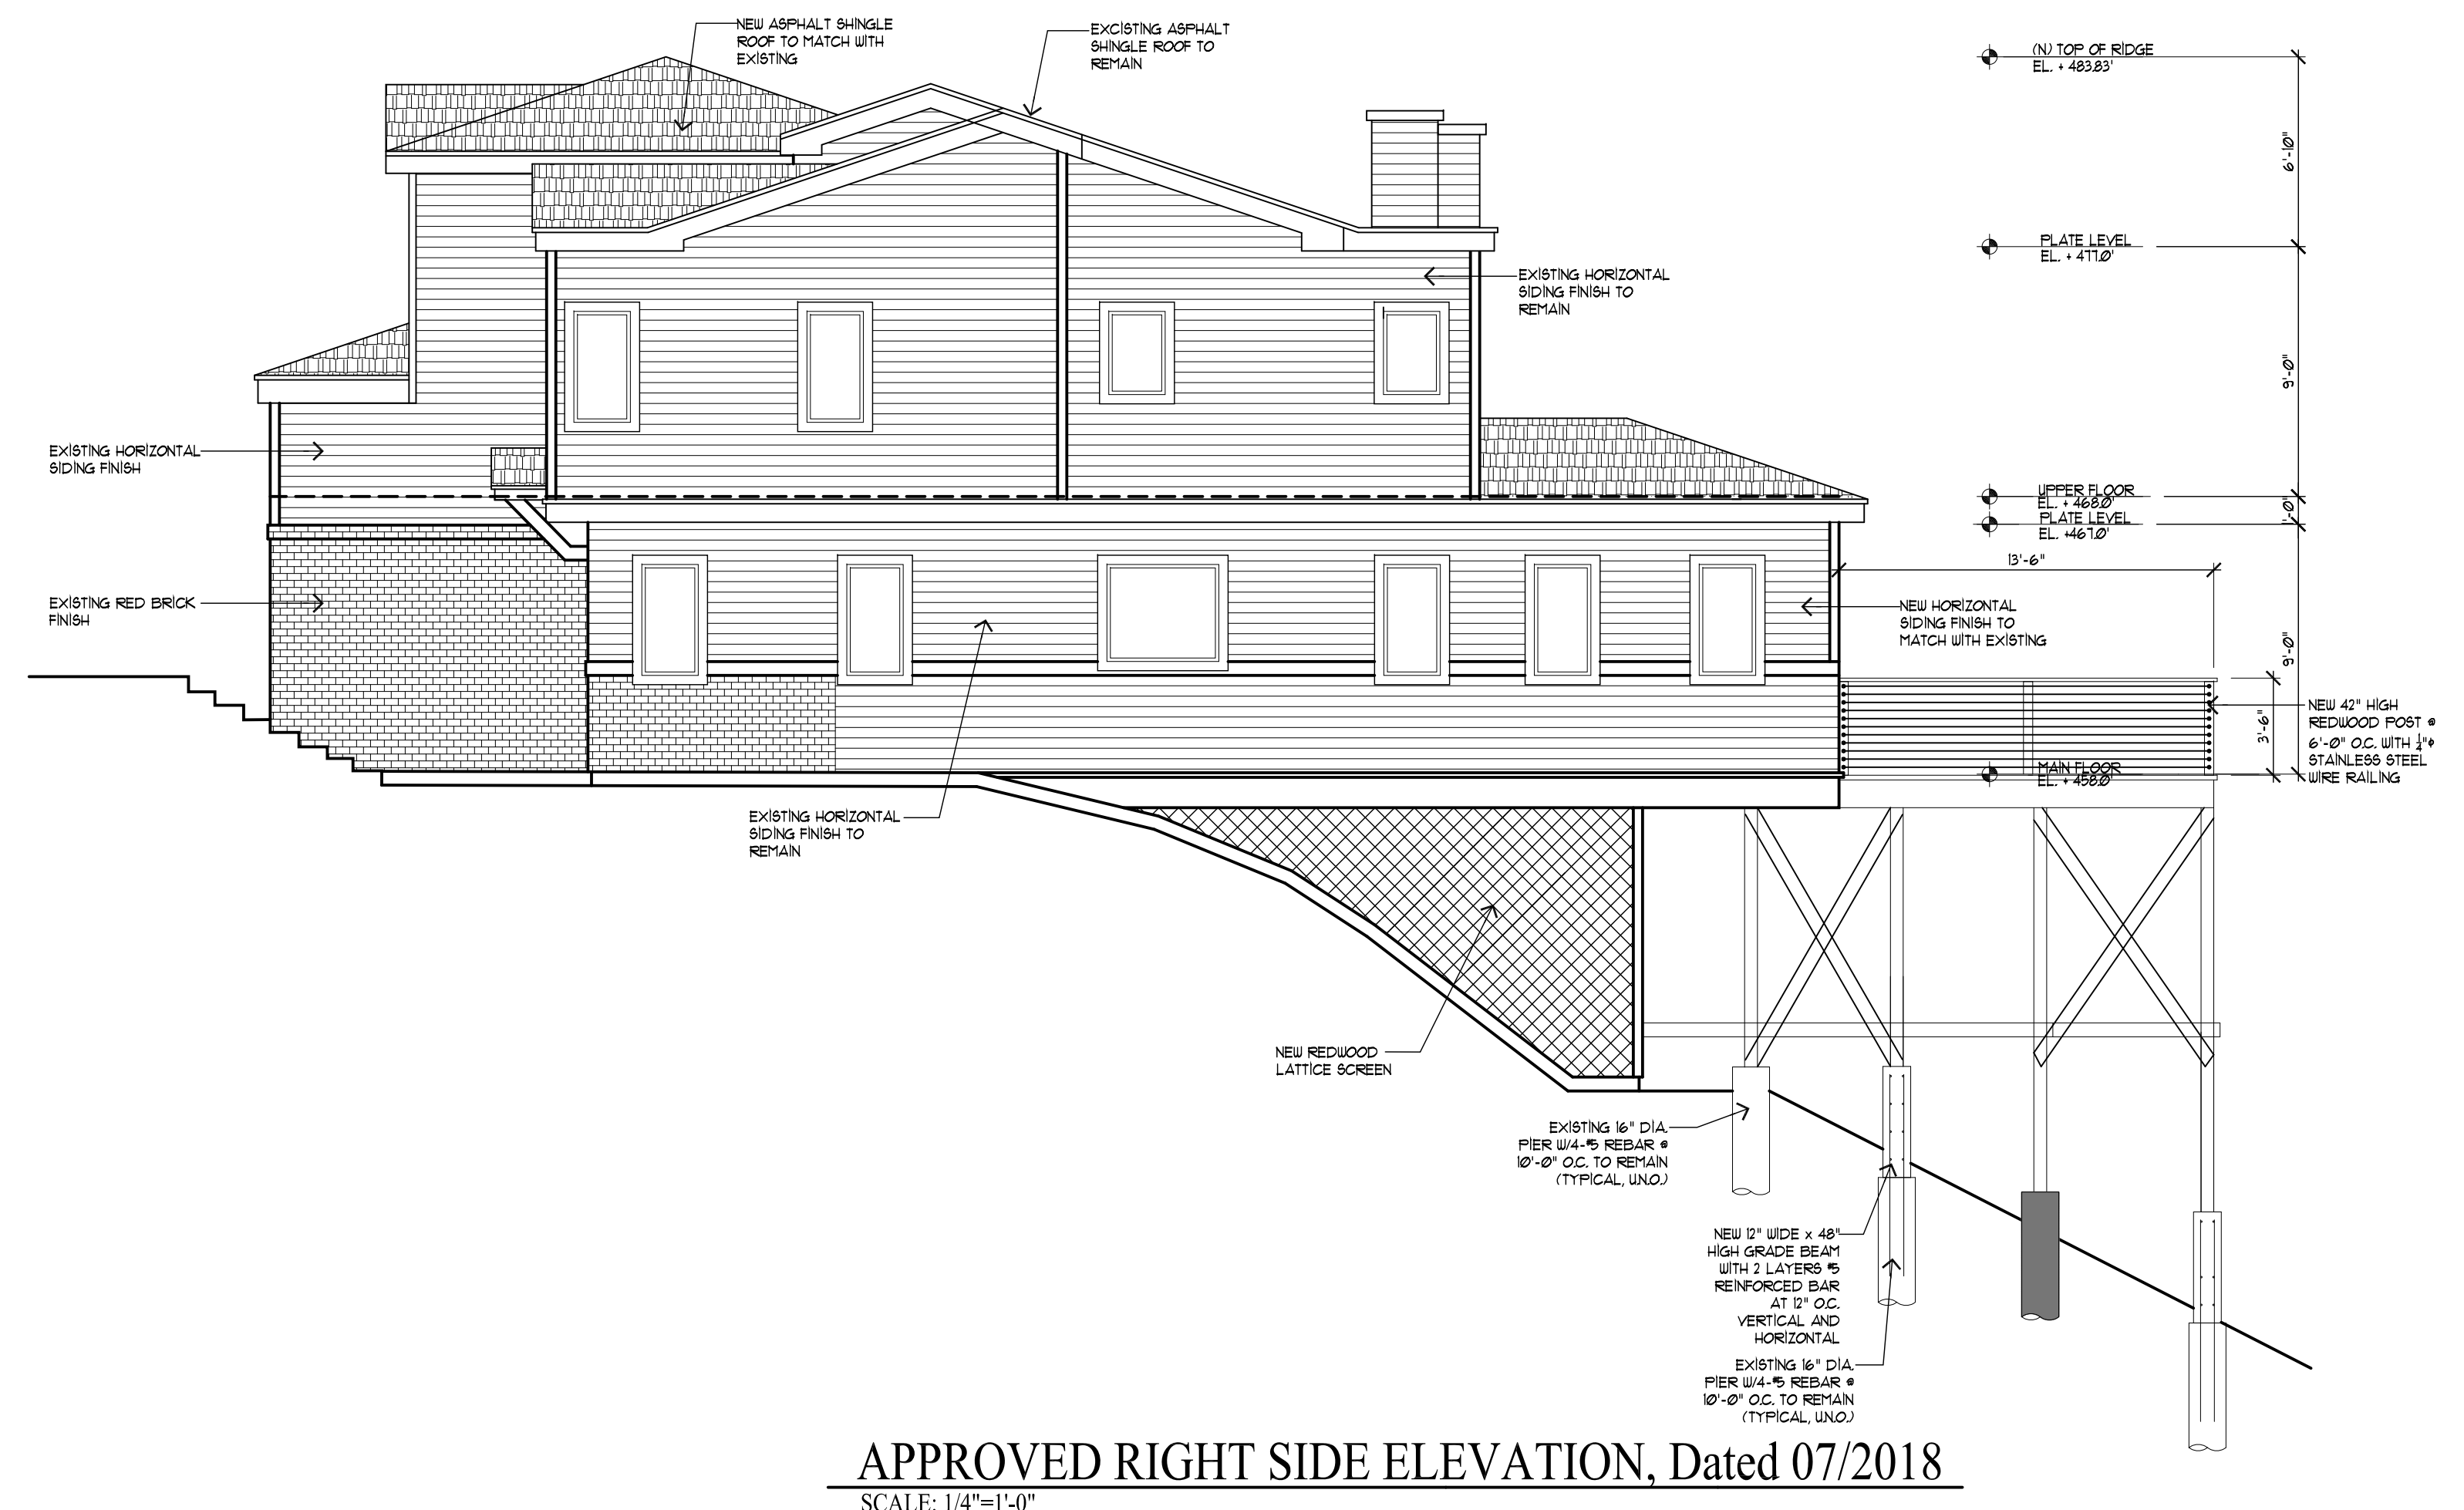 NEW ASPHALT SHINGLE
ROOF TO MATCH WITH
EXISTING
EXCISTING ASPHALT
SHINGLE ROOF TO
REMAIN
(N) TOP OF RIDGE
EL. + 483.83'
6'-10"
PLATE LEVEL
EL. + 477.0'
EXISTING HORIZONTAL
SIDING FINISH TO
REMAIN
9'-0"
EXISTING HORIZONTAL
SIDING FINISH
UPPER FLOOR
EL. + 468.0'
1'-0"
PLATE LEVEL
EL. +467.0'
13'-6"
EXISTING RED BRICK
FINISH
NEW HORIZONTAL
SIDING FINISH TO
MATCH WITH EXISTING
9'-0"
3'-6"
NEW 42" HIGH
REDWOOD POST @
6'-0" O.C. WITH 1/4"ϕ
STAINLESS STEEL
WIRE RAILING
MAIN FLOOR
EL. + 458.0'
EXISTING HORIZONTAL
SIDING FINISH TO
REMAIN
NEW REDWOOD
LATTICE SCREEN
EXISTING 16" DIA.
PIER W/4-#5 REBAR @
10'-0" O.C. TO REMAIN
(TYPICAL, U.N.O.)
NEW 12" WIDE x 48"
HIGH GRADE BEAM
WITH 2 LAYERS #5
REINFORCED BAR
AT 12" O.C.
VERTICAL AND
HORIZONTAL
EXISTING 16" DIA.
PIER W/4-#5 REBAR @
10'-0" O.C. TO REMAIN
(TYPICAL, U.N.O.)
APPROVED RIGHT SIDE ELEVATION, Dated 07/2018
SCALE: 1/4"=1'-0"